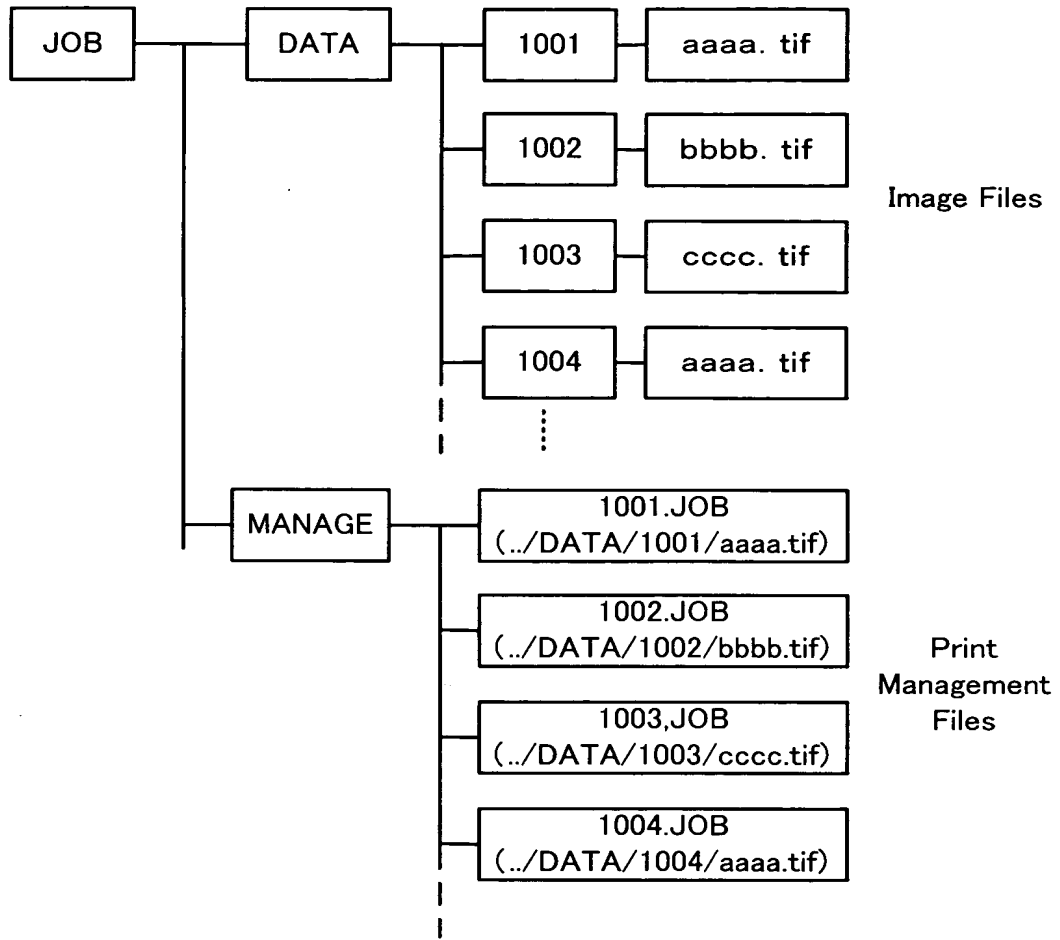 JOB
DATA
1001
aaaa. tif
1002
bbbb. tif
1003
cccc. tif
1004
aaaa. tif
Image Files
MANAGE
1001.JOB
(../DATA/1001/aaaa.tif)
1002.JOB
(../DATA/1002/bbbb.tif)
1003,JOB
(../DATA/1003/cccc.tif)
1004.JOB
(../DATA/1004/aaaa.tif)
Print
Management
Files